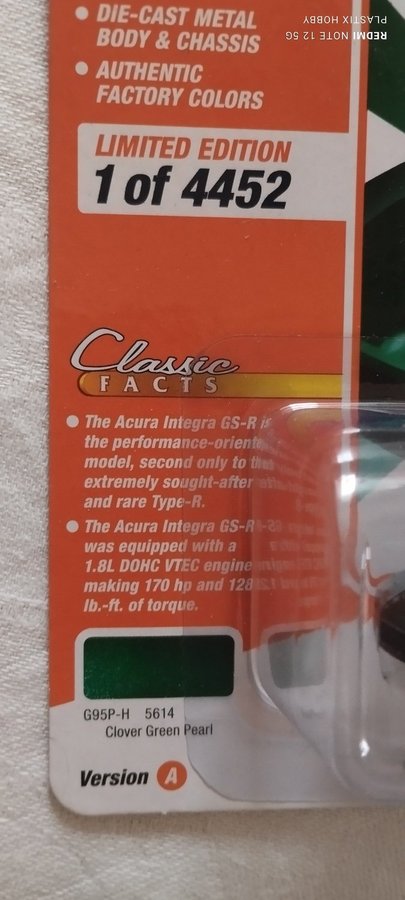 REDMI NOTE 12 5G
PLASTIX HOBBY
DIE-CAST METAL
BODY & CHASSIS
AUTHENTIC
FACTORY COLORS
LIMITED EDITION
1 of 4452
Classic
FACTS
The Acura Integra GS-R is
the performance-oriented
model, second only to the
extremely sought-after
and rare Type-R.
The Acura Integra GS-R
was equipped with a
1.8L DOHC VTEC engine
making 170 hp and 128
lb.-ft. of torque.
G95P-H 5614
Clover Green Pearl
Version A